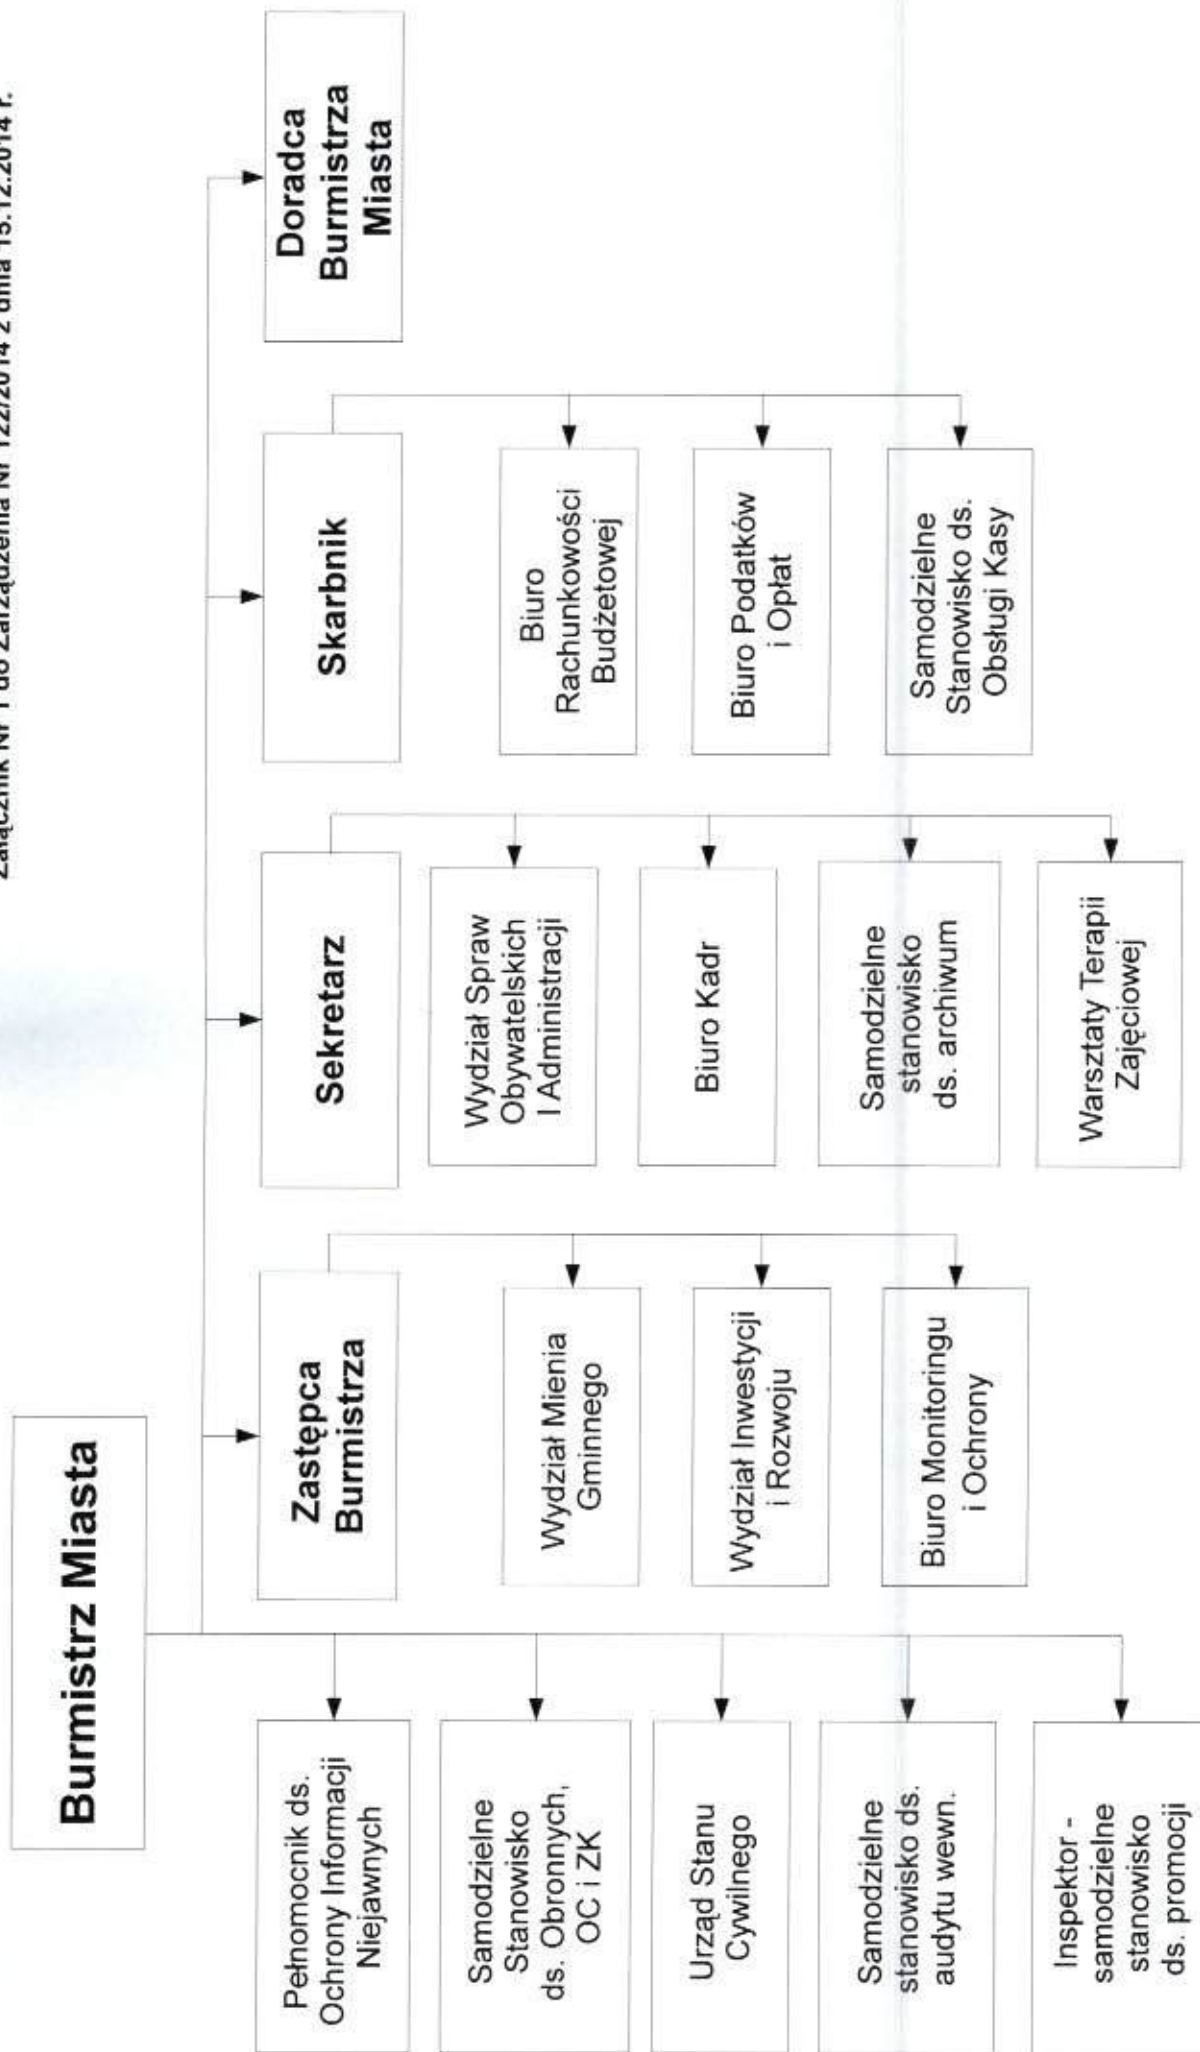 Załącznik Nr 1 do Zarządzenia Nr 122/2014 z dnia 15.12.2014 r.
Burmistrz Miasta
Zastępca
Burmistrza
Sekretarz
Skarbnik
Doradca
Burmistrza
Miasta
Pełnomocnik ds.
Ochrony Informacji
Niejawnych
Samodzielne
Stanowisko
ds. Obronnych,
OC i ZK
Urząd Stanu
Cywilnego
Samodzielne
stanowisko ds.
audytu wewn.
Inspektor -
samodzielne
stanowisko
ds. promocji
Wydział Mienia
Gminnego
Wydział Inwestycji
i Rozwoju
Biuro Monitoringu
i Ochrony
Wydział Spraw
Obywatelskich
I Administracji
Biuro Kadr
Samodzielne
stanowisko
ds. archiwum
Warsztaty Terapii
Zajęciowej
Biuro
Rachunkowości
Budżetowej
Biuro Podatków
i Opłat
Samodzielne
Stanowisko ds.
Obsługi Kasy